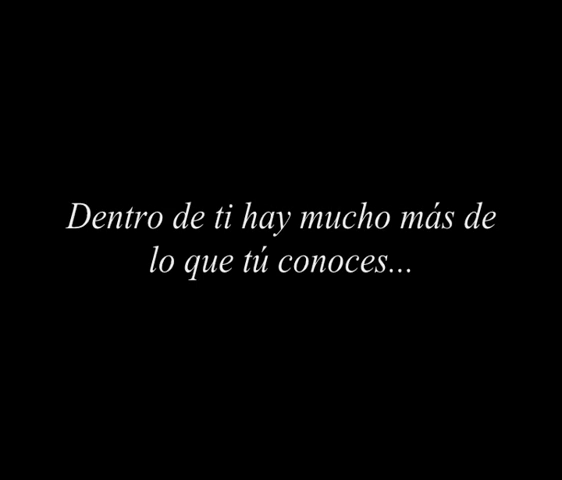 Dentro de ti hay mucho más de
lo que tú conoces...